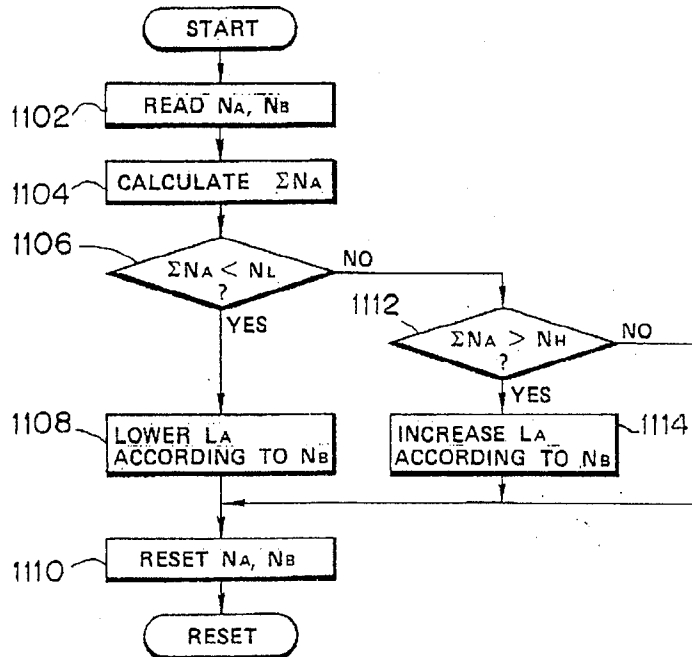 START
1102
READ NA, NB
1104
CALCULATE ΣNA
1106
ΣNA < NL
?
NO
YES
1112
ΣNA > NH
?
NO
YES
1108
LOWER LA
ACCORDING TO NB
INCREASE LA
ACCORDING TO NB
1114
1110
RESET NA, NB
RESET